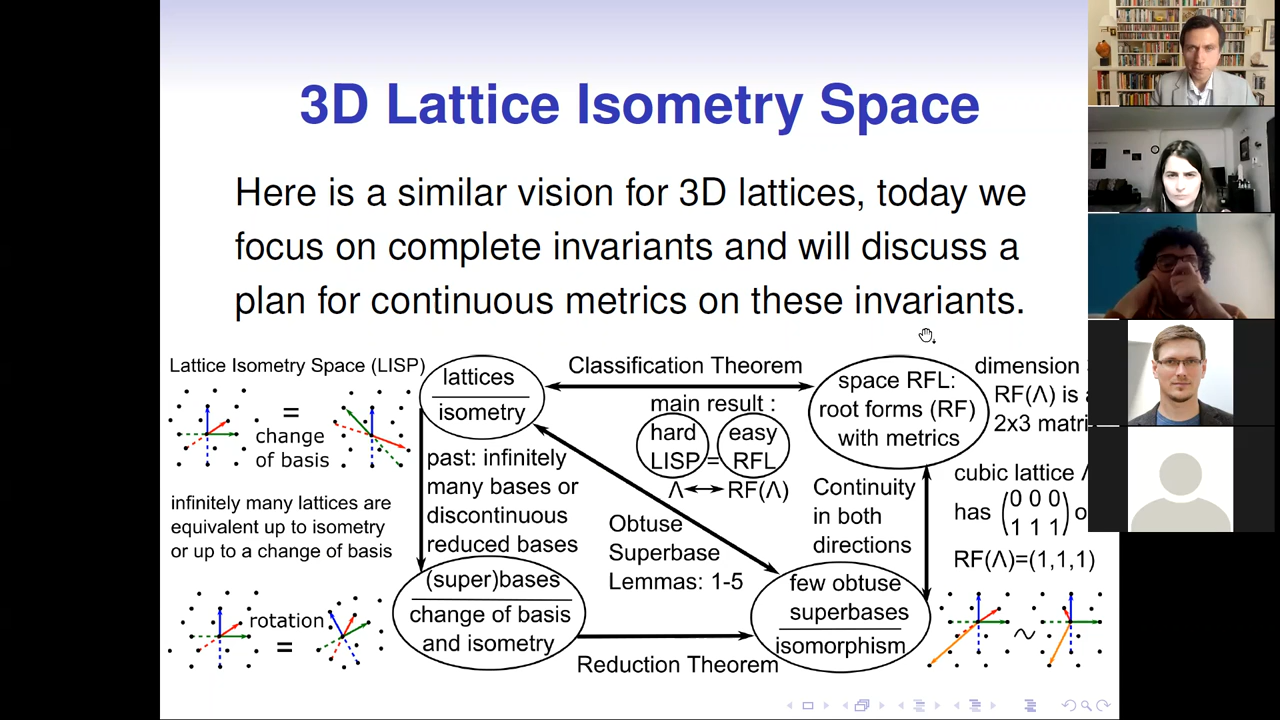 3D Lattice Isometry Space
Here is a similar vision for 3D lattices, today we
focus on complete invariants and will discuss a
plan for continuous metrics on these invariants.
Lattice Isometry Space (LISP)
=
change
of basis
infinitely many lattices are
equivalent up to isometry
or up to a change of basis
rotation
=
lattices
isometry
past: infinitely
many bases or
discontinuous
reduced bases
(super)bases
change of basis
and isometry
Classification Theorem
main result :
hard
LISP
=
easy
RFL
Λ↔RF(Λ)
Obtuse
Superbase
Lemmas: 1-5
Reduction Theorem
space RFL:
root forms (RF)
with metrics
Continuity
in both
directions
few obtuse
superbases
isomorphism
dimension
RF(Λ) is
2x3 matri
cubic lattice
has (0 0 0
1 1 1)
RF(Λ)=(1,1,1)
~